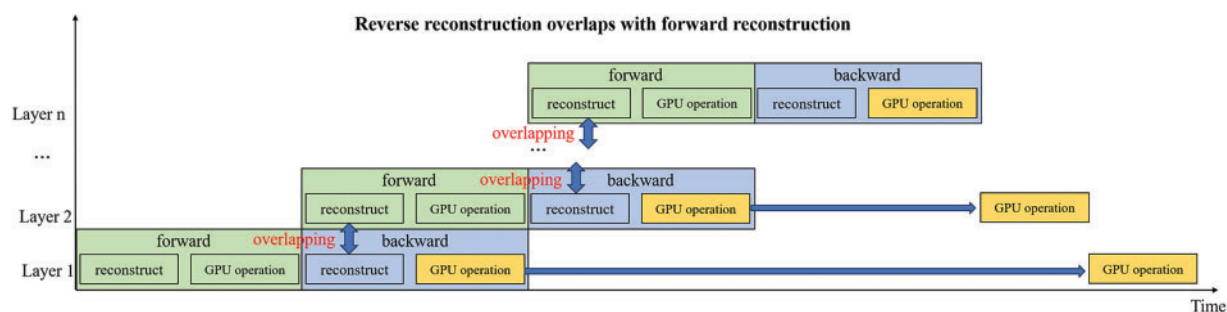 Reverse reconstruction overlaps with forward reconstruction
forward
backward
Layer n
reconstruct
GPU operation
reconstruct
GPU operation
overlapping
...
...
forward
overlapping
backward
Layer 2
reconstruct
GPU operation
reconstruct
GPU operation
GPU operation
forward
overlapping
backward
Layer 1
reconstruct
GPU operation
reconstruct
GPU operation
GPU operation
Time